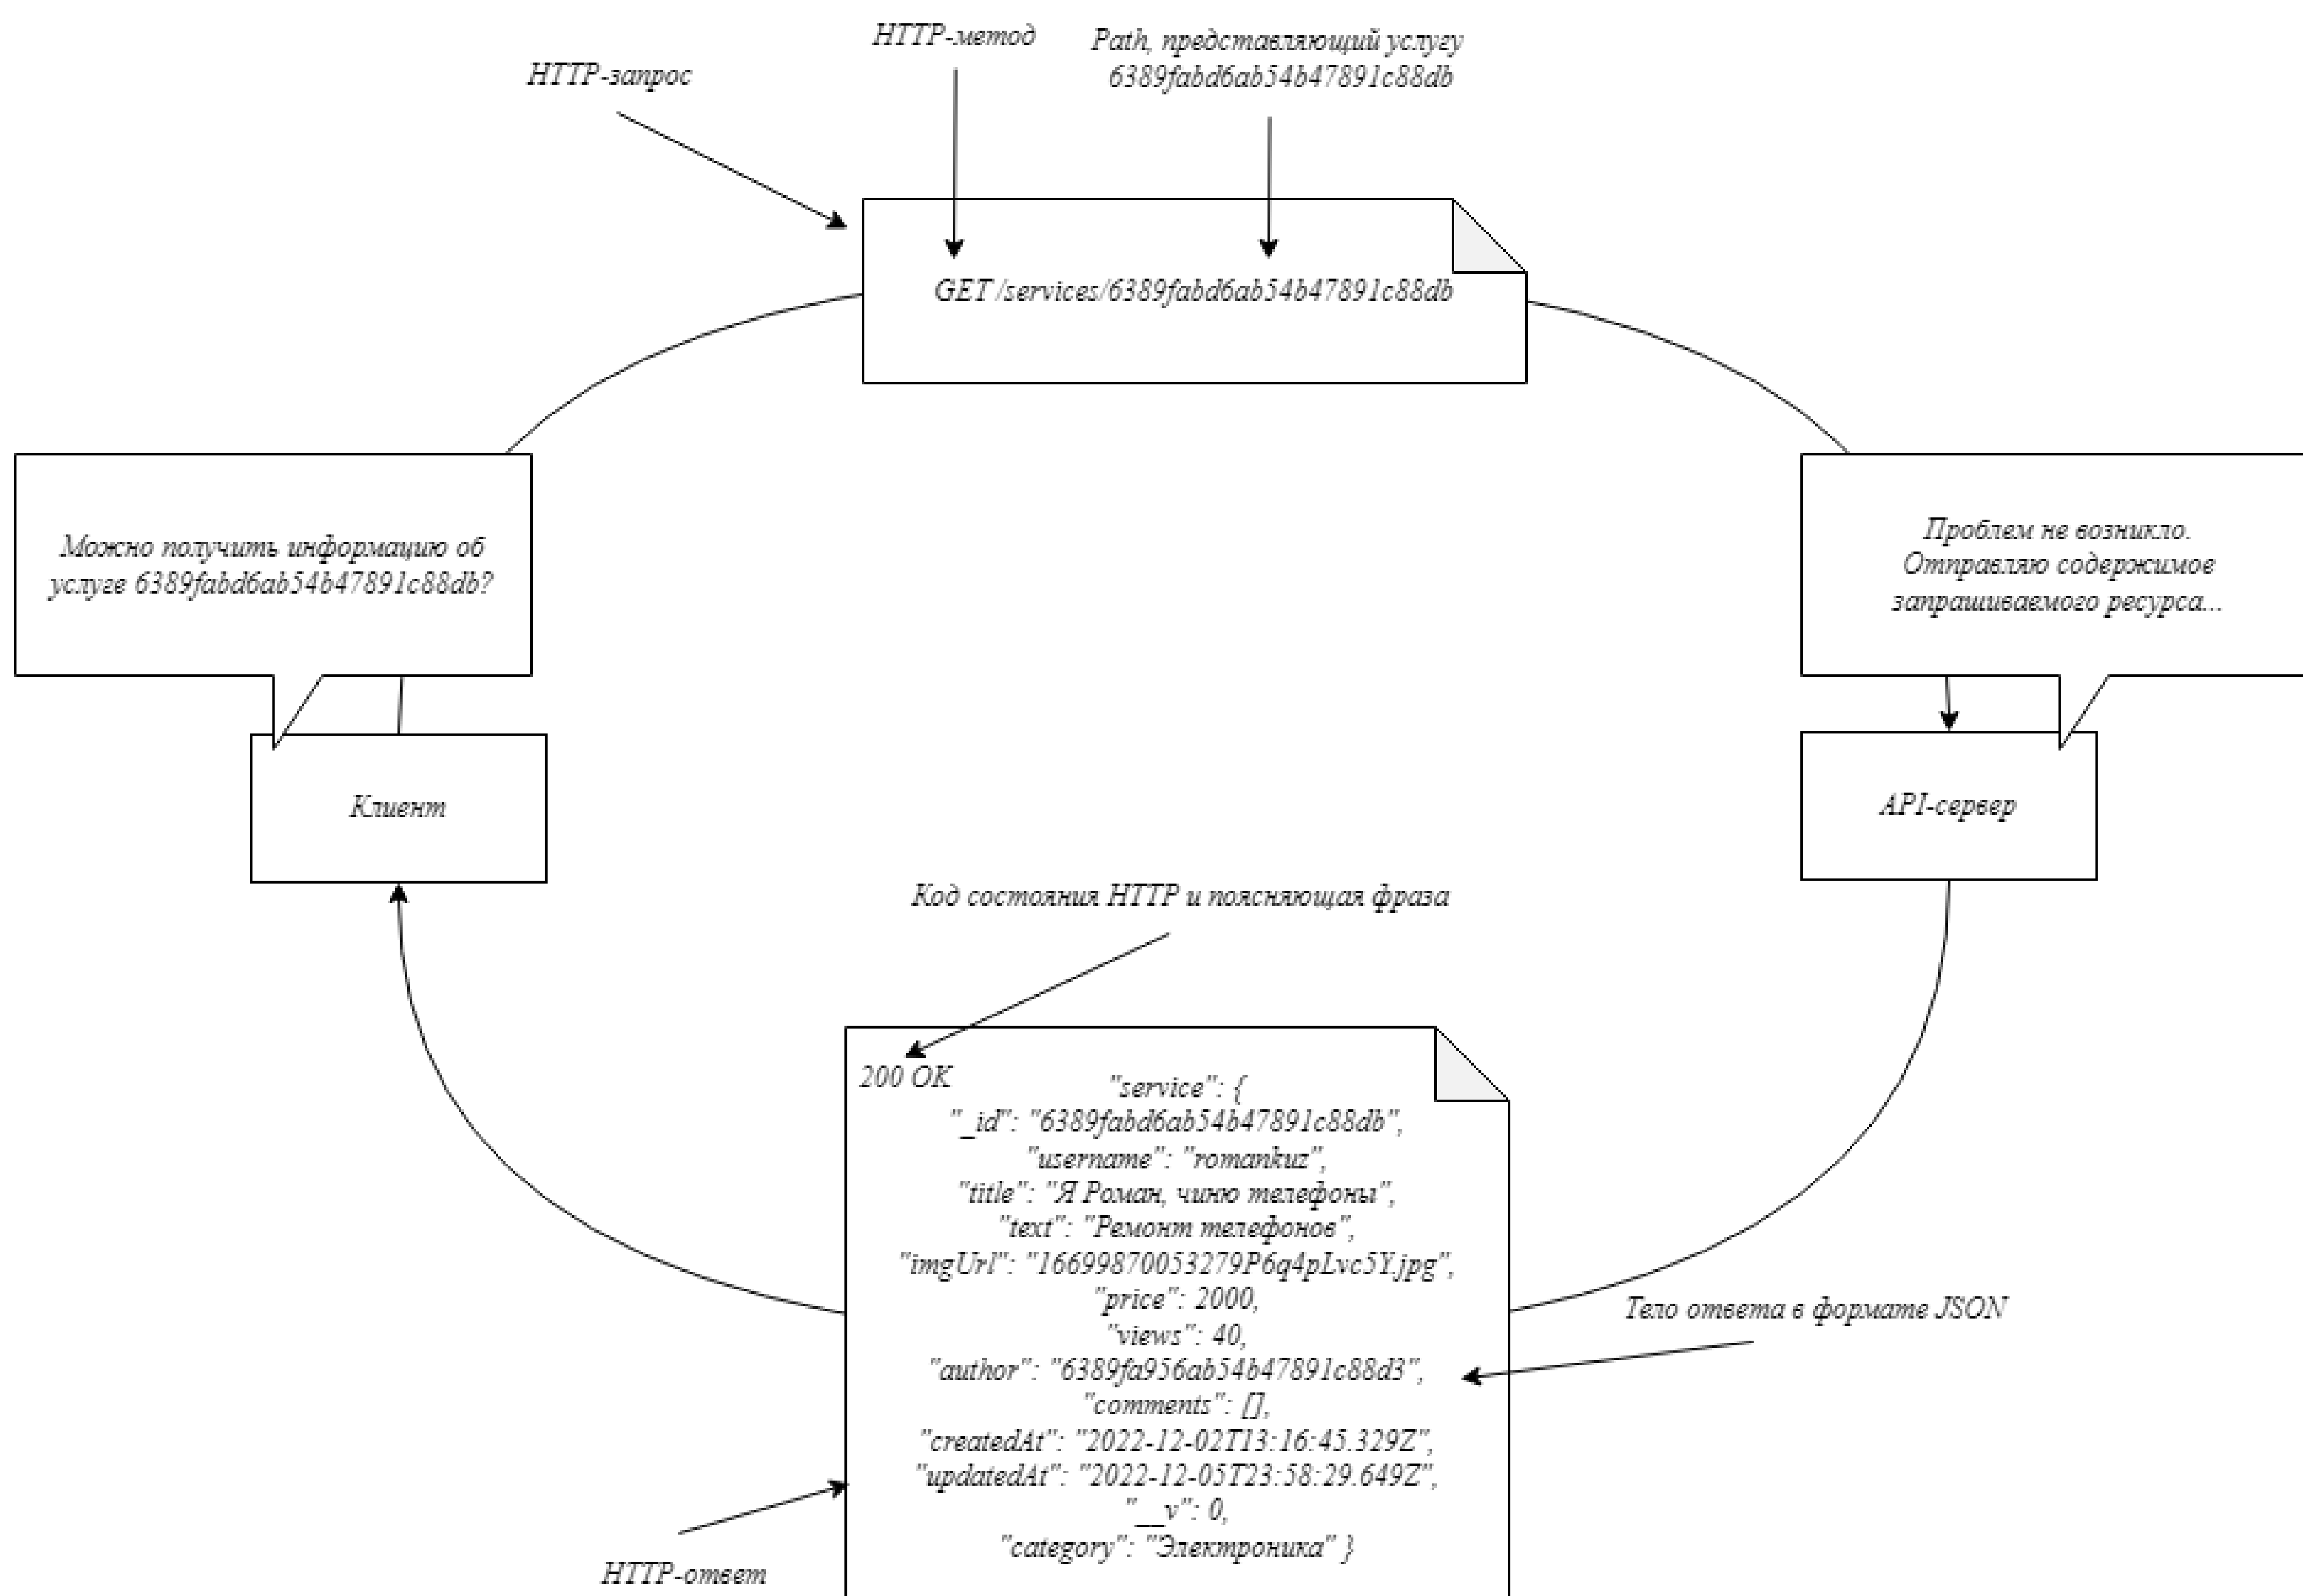 HTTP-метод
Path, представляющий услугу
6389fabd6ab54b47891c88db
HTTP-запрос
GET /services/6389fabd6ab54b47891c88db
Можно получить информацию об
услуге 6389fabd6ab54b47891c88db?
Проблем не возникло.
Отправляю содержимое
запрашиваемого ресурса...
Клиент
API-сервер
Код состояния HTTP и поясняющая фраза
200 OK
"service": {
"_id": "6389fabd6ab54b47891c88db",
"username": "romankuz",
"title": "Я Роман, чиню телефоны",
"text": "Ремонт телефонов",
"imgUrl": "16699870053279P6q4pLvc5Y.jpg",
"price": 2000,
"views": 40,
"author": "6389fa956ab54b47891c88d3",
"comments": [],
"createdAt": "2022-12-02T13:16:45.329Z",
"updatedAt": "2022-12-05T23:58:29.649Z",
"__v": 0,
"category": "Электроника" }
Тело ответа в формате JSON
HTTP-ответ